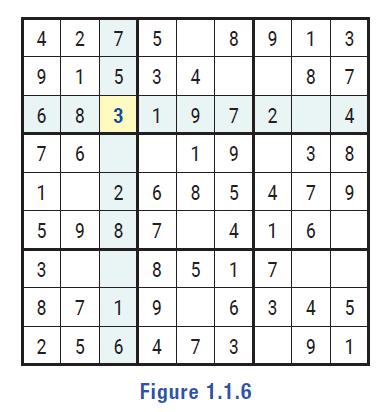 4 2 7 5 8 9 1 3
9 1 5 3 4 8 7
6 8 3 1 9 7 2 4
7 6 1 9 3 8
1 2 6 8 5 4 7 9
5 9 8 7 4 1 6
3 8 5 1 7
8 7 1 9 6 3 4 5
2 5 6 4 7 3 9 1
Figure 1.1.6